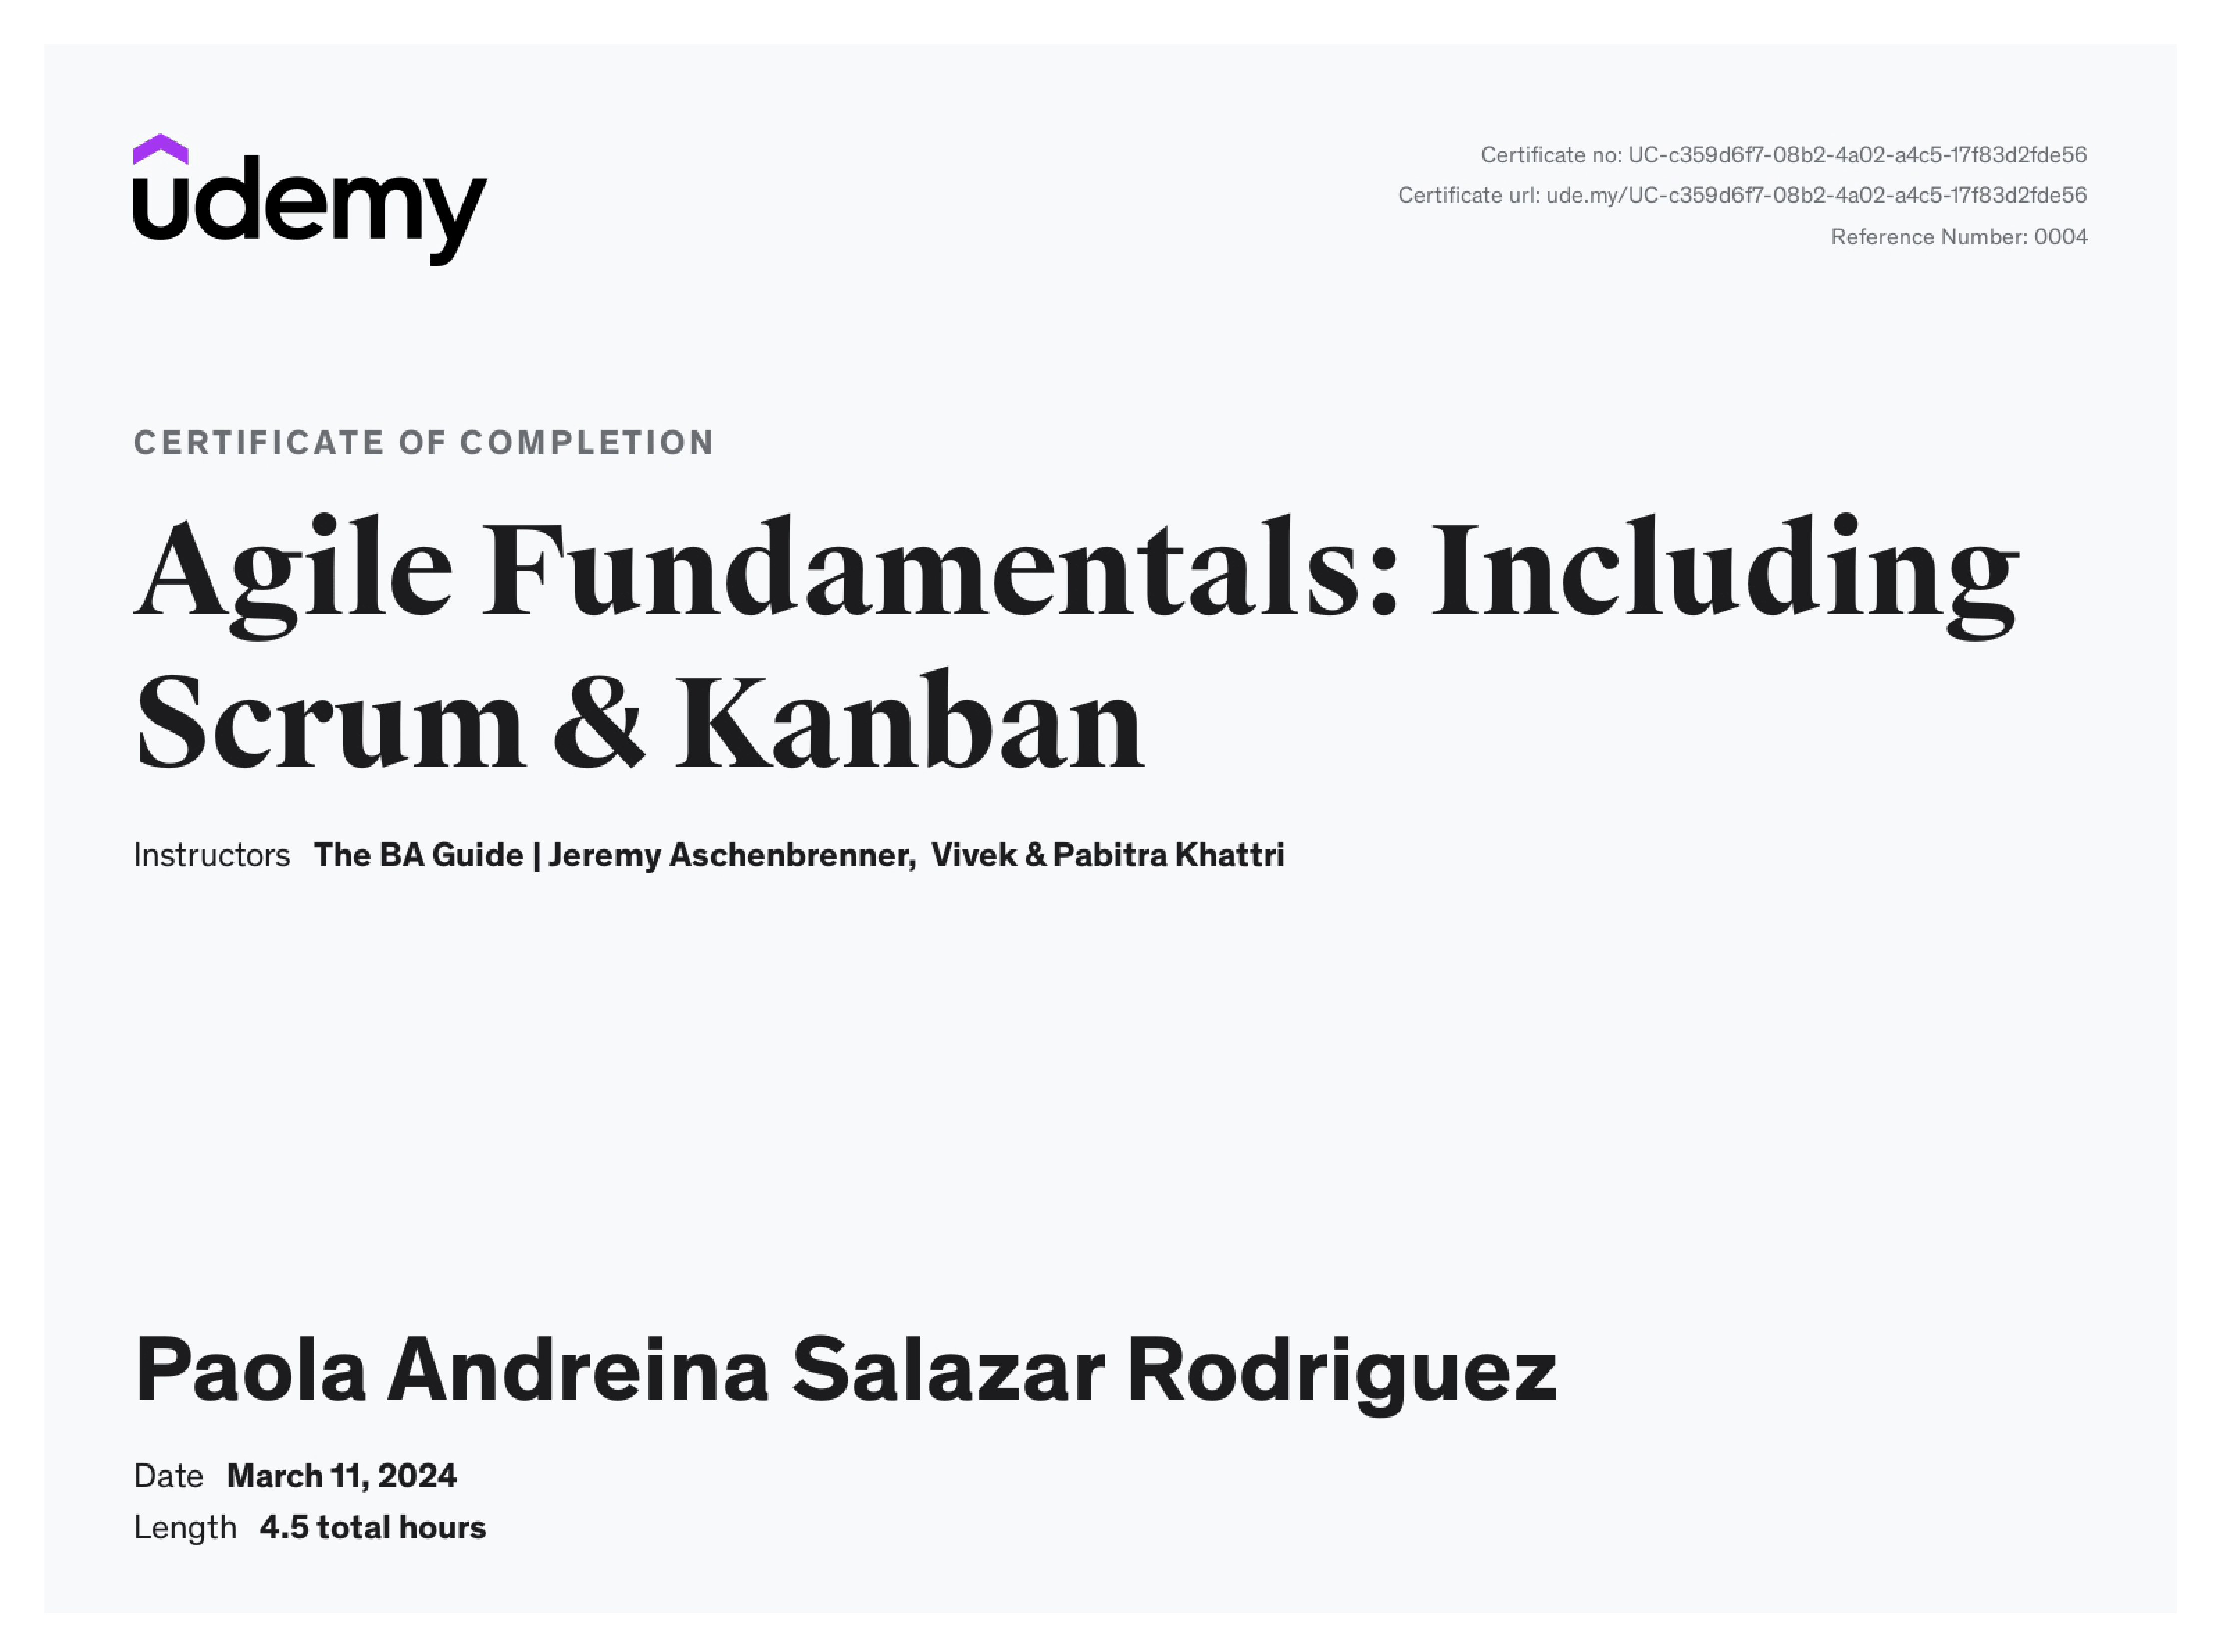 udemy
Certificate no: UC-c359d6f7-08b2-4a02-a4c5-17f83d2fde56
Certificate url: ude.my/UC-c359d6f7-08b2-4a02-a4c5-17f83d2fde56
Reference Number: 0004
CERTIFICATE OF COMPLETION
Agile Fundamentals: Including
Scrum & Kanban
Instructors The BA Guide | Jeremy Aschenbrenner, Vivek & Pabitra Khattri
Paola Andreina Salazar Rodriguez
Date March 11, 2024
Length 4.5 total hours